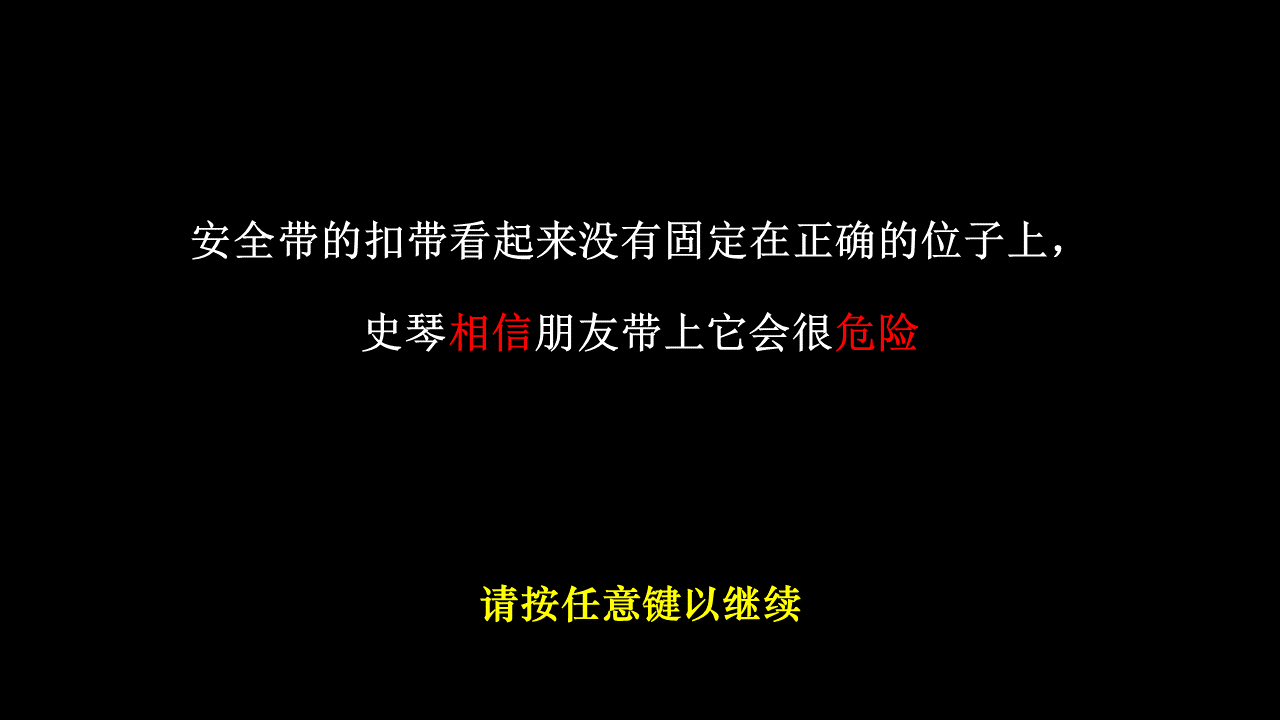 安全带的扣带看起来没有固定在正确的位子上，
史琴相信朋友带上它会很危险
请按任意键以继续